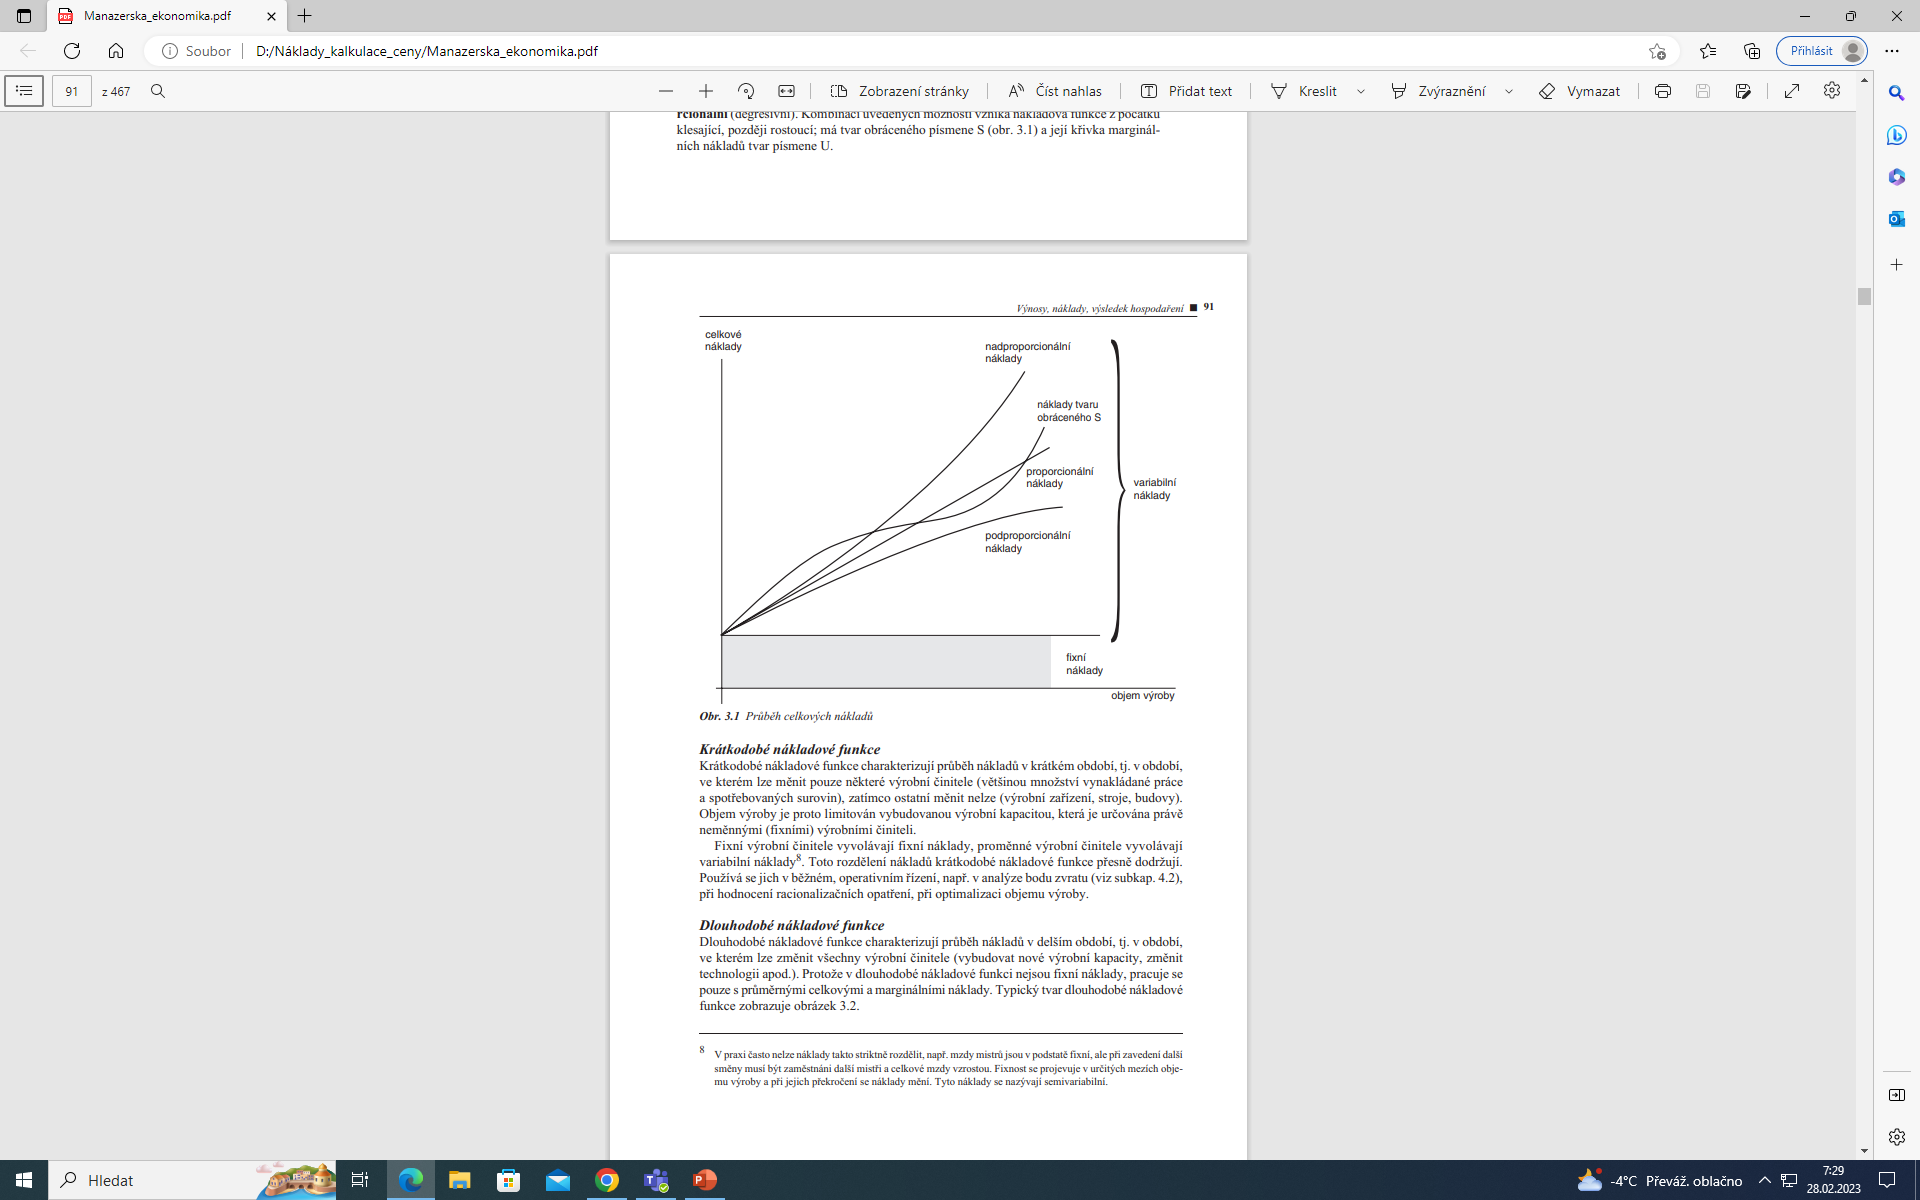 Manazerska_ekonomika.pdf
Soubor
D:/Náklady_kalkulace_ceny/Manazerska_ekonomika.pdf
Přihlásit
91
z 467
Zobrazení stránky
Číst nahlas
Přidat text
Kreslit
Zvýraznění
Vymazat
rcionální (degresivní). Kombinací uvedených možností vzniká nákladová funkce z počátku
klesající, později rostoucí; má tvar obráceného písmene S (obr. 3.1) a její křivka marginál-
ních nákladů tvar písmene U.
Výnosy, náklady, výsledek hospodaření ■ 91
celkové
náklady
nadproporcionální
náklady
náklady tvaru
obráceného S
proporcionální
náklady
variabilní
náklady
podproporcionální
náklady
fixní
náklady
objem výroby
Obr. 3.1 Průběh celkových nákladů
Krátkodobé nákladové funkce
Krátkodobé nákladové funkce charakterizují průběh nákladů v krátkém období, tj. v období,
ve kterém lze měnit pouze některé výrobní činitele (většinou množství vynakládané práce
a spotřebovaných surovin), zatímco ostatní měnit nelze (výrobní zařízení, stroje, budovy).
Objem výroby je proto limitován vybudovanou výrobní kapacitou, která je určována právě
neměnnými (fixními) výrobními činiteli.
Fixní výrobní činitele vyvolávají fixní náklady, proměnné výrobní činitele vyvolávají
variabilní náklady8. Toto rozdělení nákladů krátkodobé nákladové funkce přesně dodržují.
Používá se jich v běžném, operativním řízení, např. v analýze bodu zvratu (viz subkap. 4.2),
při hodnocení racionalizačních opatření, při optimalizaci objemu výroby.
Dlouhodobé nákladové funkce
Dlouhodobé nákladové funkce charakterizují průběh nákladů v delším období, tj. v období,
ve kterém lze změnit všechny výrobní činitele (vybudovat nové výrobní kapacity, změnit
technologii apod.). Protože v dlouhodobé nákladové funkci nejsou fixní náklady, pracuje se
pouze s průměrnými celkovými a marginálními náklady. Typický tvar dlouhodobé nákladové
funkce zobrazuje obrázek 3.2.
8 V praxi často nelze náklady takto striktně rozdělit, např. mzdy mistrů jsou v podstatě fixní, ale při zavedení další
směny musí být zaměstnáni další mistři a celkové mzdy vzrostou. Fixnost se projevuje v určitých mezích obje-
mu výroby a při jejich překročení se náklady mění. Tyto náklady se nazývají semivariabilní.
Hledat
-4°C Převáž. oblačno
7:29
28.02.2023